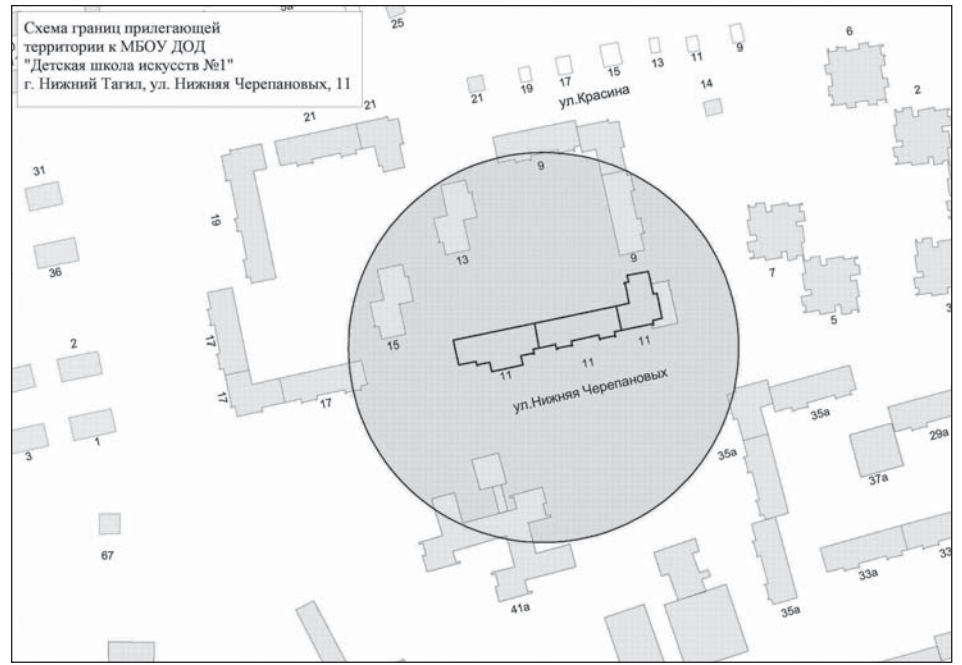 Схема границ прилегающей
территории к МБОУ ДОД
"Детская школа искусств №1"
г. Нижний Тагил, ул. Нижняя Черепановых, 11
5а
25
21
19
17
15
13
11
9
ул.Красина
14
6
2
21
21
31
19
36
9
13
9
7
5
3
15
11
11
11
ул.Нижняя Черепановых
2
17
17
17
1
3
35а
35а
29а
37а
67
41а
33а
33
35а